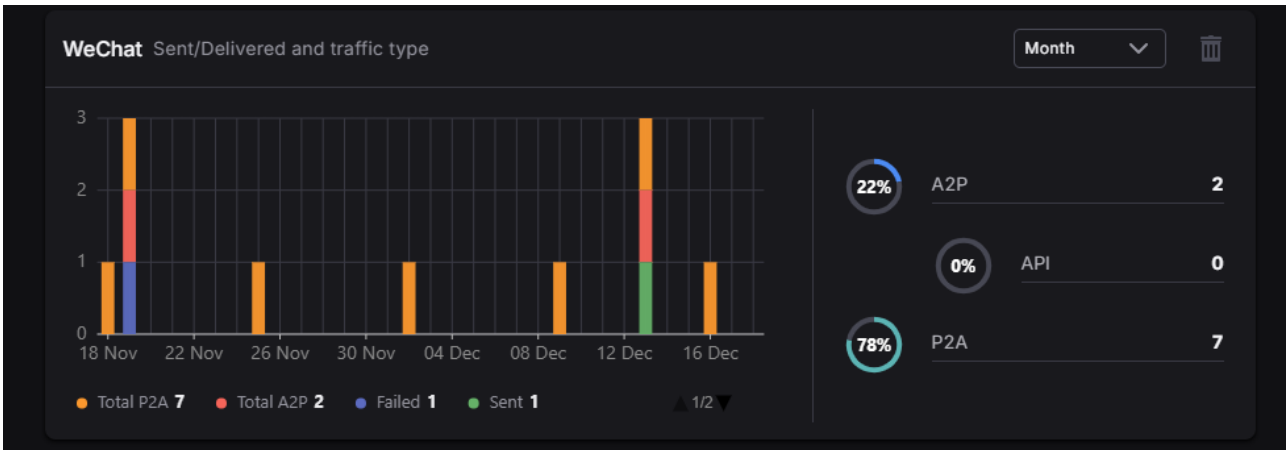 WeChat Sent/Delivered and traffic type
Month
3
2
1
0
18 Nov 22 Nov 26 Nov 30 Nov 04 Dec 08 Dec 12 Dec 16 Dec
Total P2A 7 Total A2P 2 Failed 1 Sent 1 1/2
22% A2P 2
0% API 0
78% P2A 7